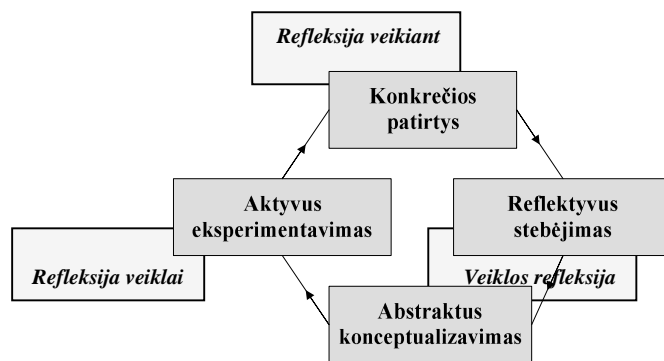 Refleksija veikiant
Konkrečios
patirtys
Aktyvus
eksperimentavimas
Reflektyvus
stebėjimas
Refleksija veiklai
Veiklos refleksija
Abstraktus
konceptualizavimas